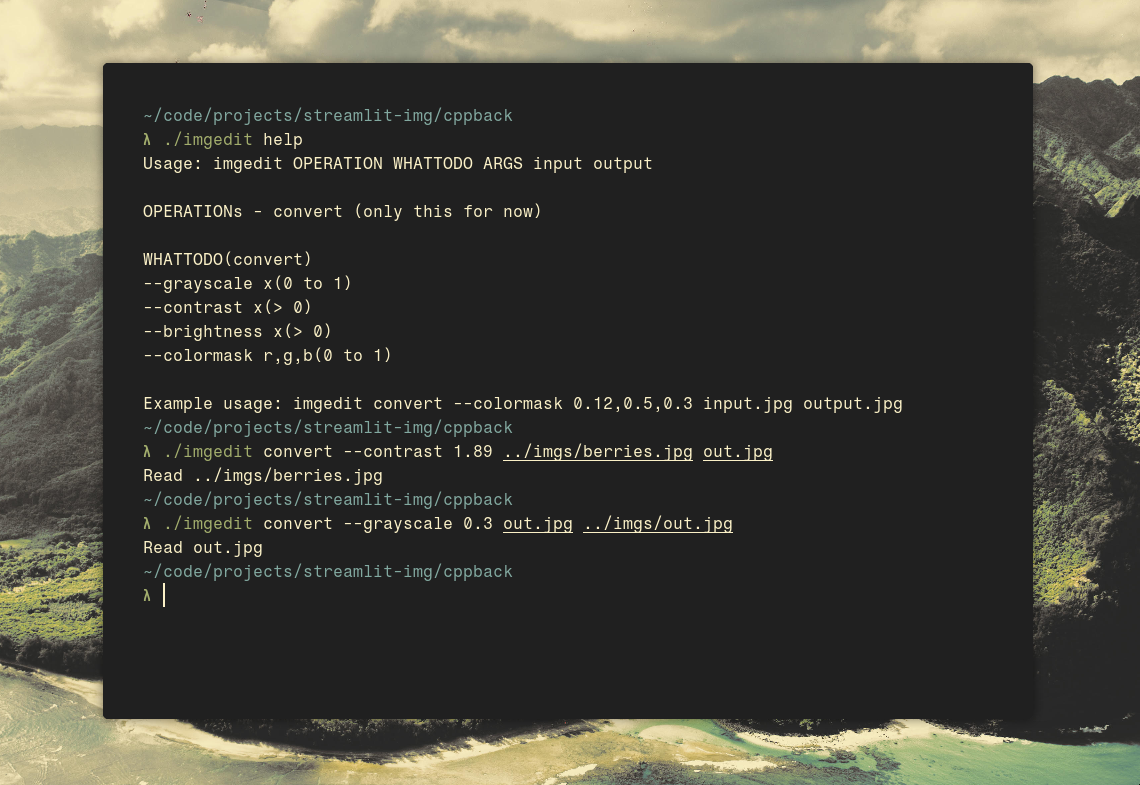 ~/code/projects/streamlit-img/cppback
λ ./imgedit help
Usage: imgedit OPERATION WHATTODO ARGS input output
OPERATIONs - convert (only this for now)
WHATTODO(convert)
--grayscale x(0 to 1)
--contrast x(> 0)
--brightness x(> 0)
--colormask r,g,b(0 to 1)
Example usage: imgedit convert --colormask 0.12,0.5,0.3 input.jpg output.jpg
~/code/projects/streamlit-img/cppback
λ ./imgedit convert --contrast 1.89 ../imgs/berries.jpg out.jpg
Read ../imgs/berries.jpg
~/code/projects/streamlit-img/cppback
λ ./imgedit convert --grayscale 0.3 out.jpg ../imgs/out.jpg
Read out.jpg
~/code/projects/streamlit-img/cppback
λ